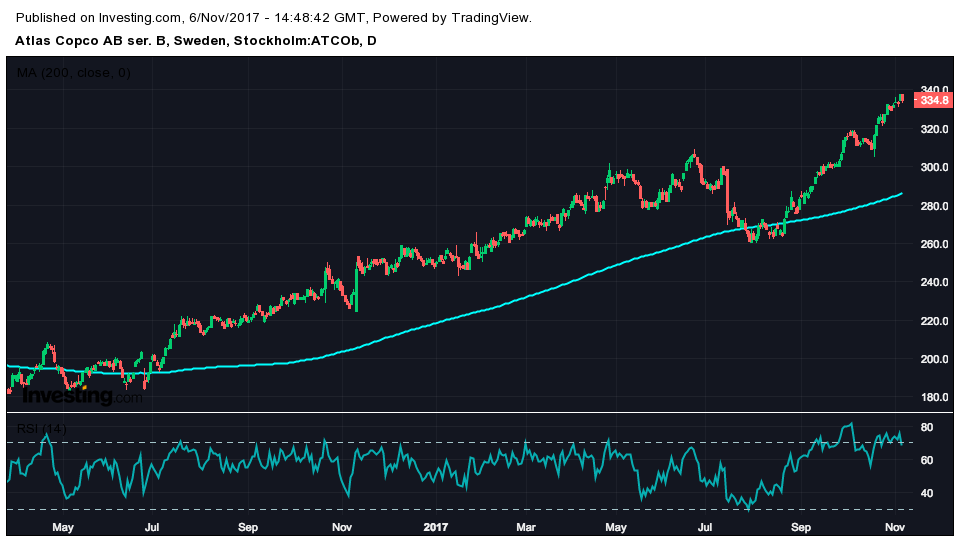 Published on Investing.com, 6/Nov/2017 - 14:48:42 GMT, Powered by TradingView.
Atlas Copco AB ser. B, Sweden, Stockholm:ATCOb, D
MA (200, close, 0)
340.0
334.8
320.0
300.0
280.0
260.0
240.0
220.0
200.0
180.0
Investing.com
RSI (14)
80
60
40
May Jul Sep Nov 2017 Mar May Jul Sep Nov